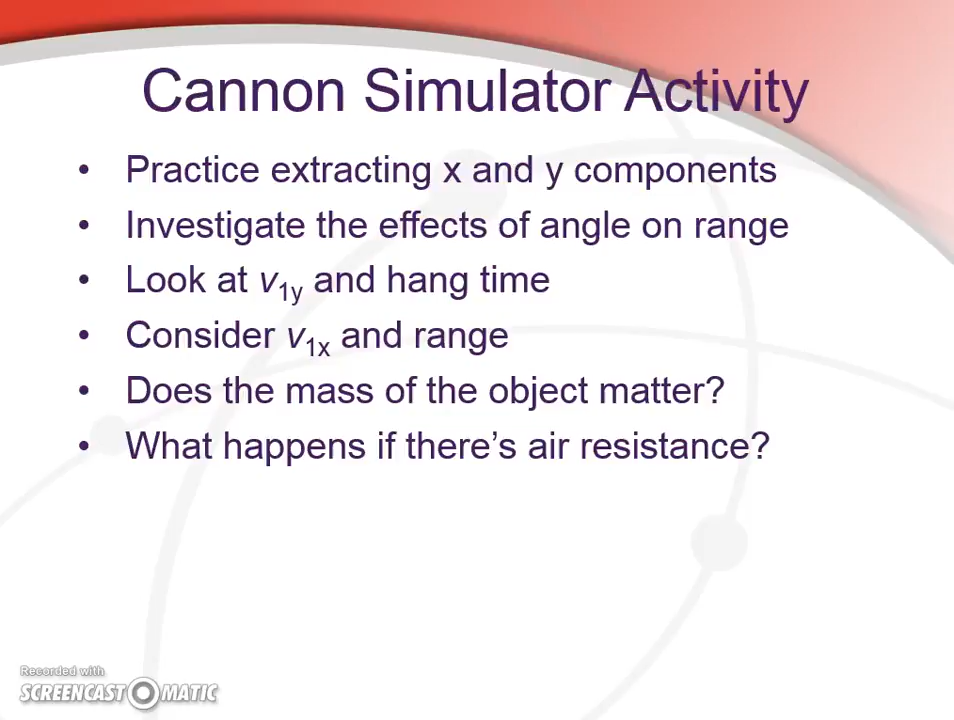 Cannon Simulator Activity
• Practice extracting x and y components
• Investigate the effects of angle on range
• Look at v1y and hang time
• Consider v1x and range
• Does the mass of the object matter?
• What happens if there’s air resistance?
Recorded with
SCREENCAST MATIC